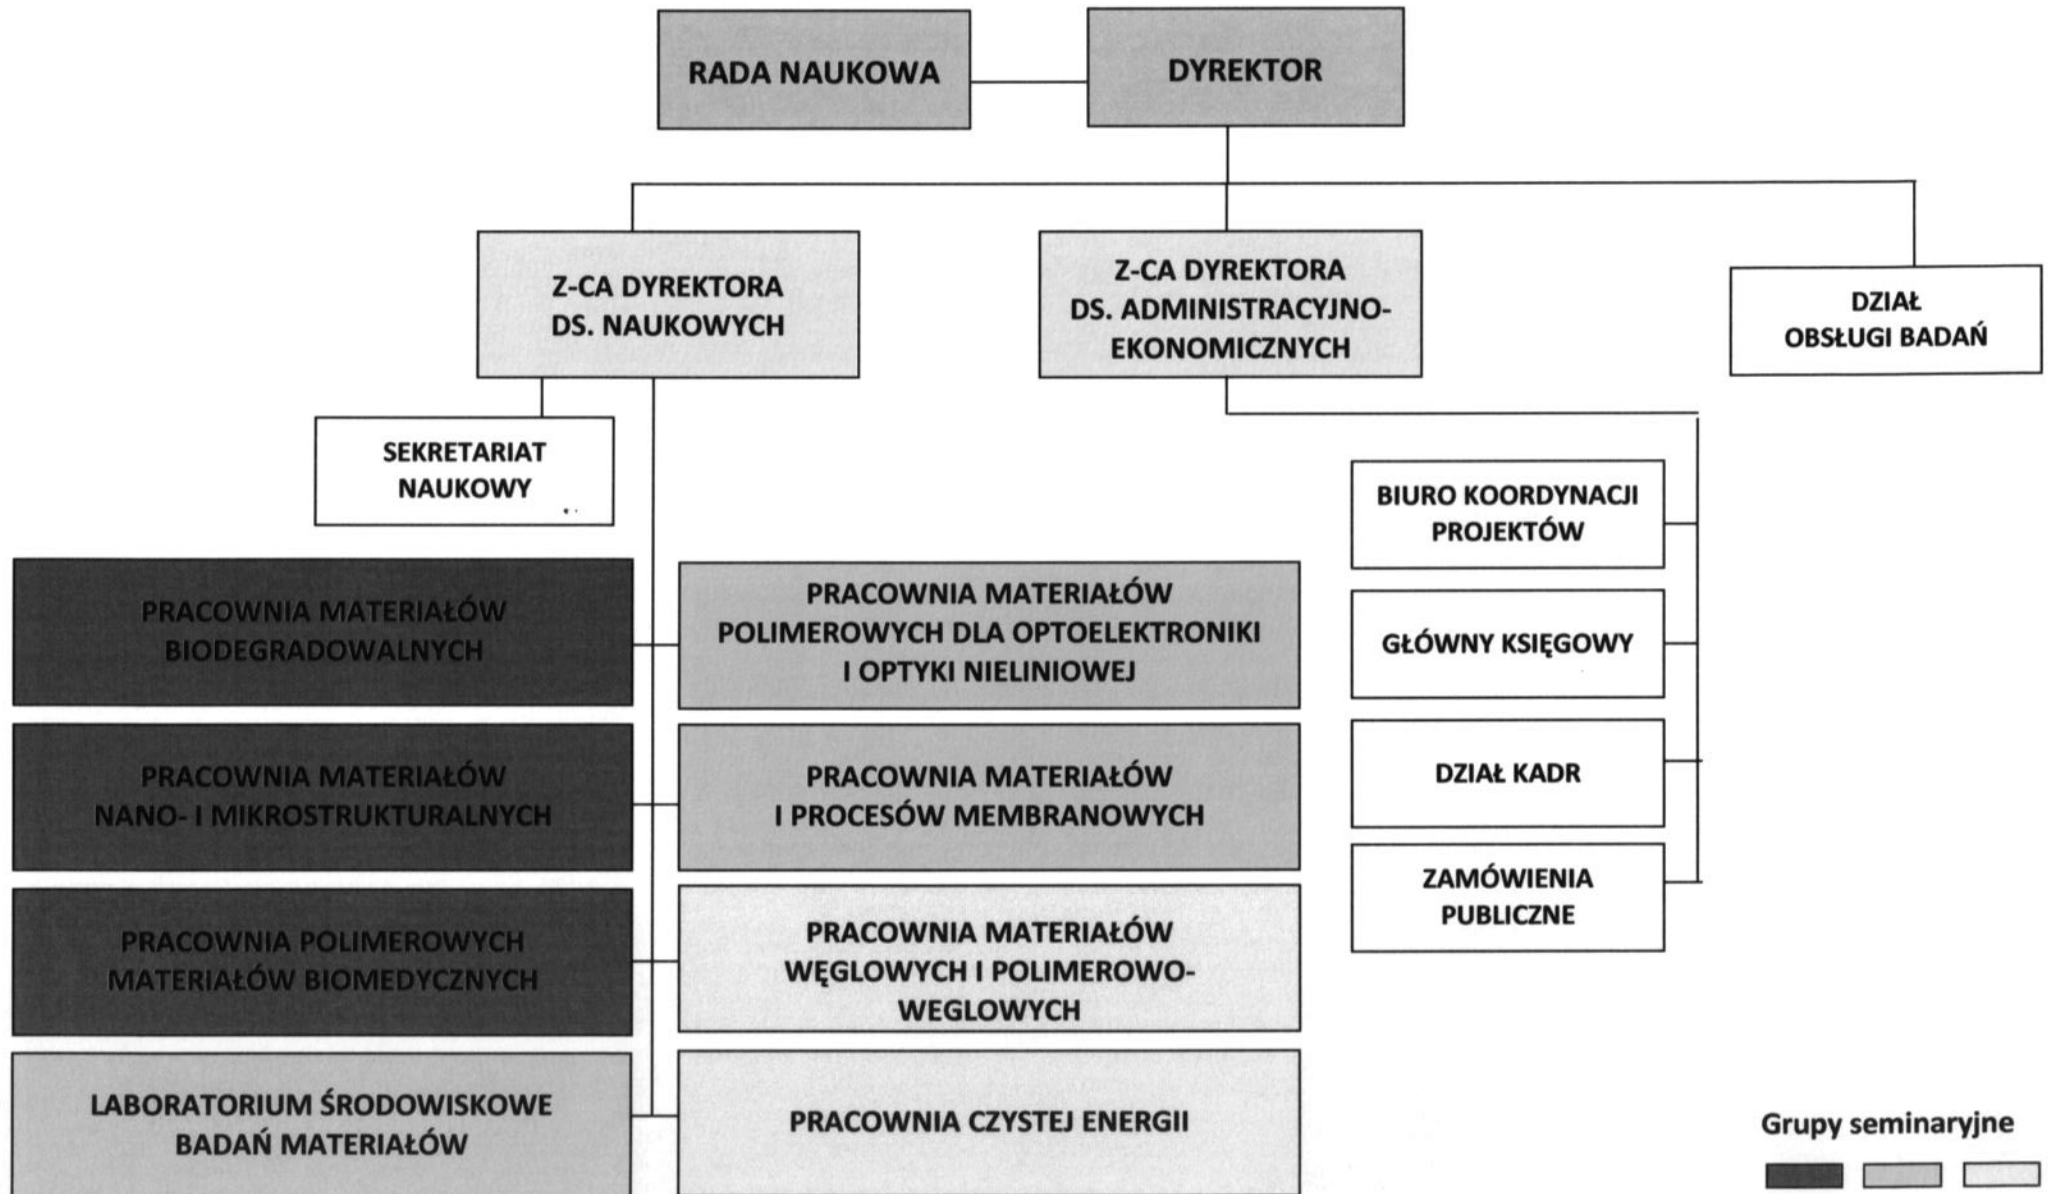 RADA NAUKOWA
DYREKTOR
Z-CA DYREKTORA
DS. NAUKOWYCH
Z-CA DYREKTORA
DS. ADMINISTRACYJNO-
EKONOMICZNYCH
DZIAŁ
OBSŁUGI BADAŃ
SEKRETARIAT
NAUKOWY
BIURO KOORDYNACJI
PROJEKTÓW
GŁÓWNY KSIĘGOWY
DZIAŁ KADR
ZAMÓWIENIA
PUBLICZNE
PRACOWNIA MATERIAŁÓW
BIODEGRADOWALNYCH
PRACOWNIA MATERIAŁÓW
POLIMEROWYCH DLA OPTOELEKTRONIKI
I OPTYKI NIELINIOWEJ
PRACOWNIA MATERIAŁÓW
NANO- I MIKROSTRUKTURALNYCH
PRACOWNIA MATERIAŁÓW
I PROCESÓW MEMBRANOWYCH
PRACOWNIA POLIMEROWYCH
MATERIAŁÓW BIOMEDYCZNYCH
PRACOWNIA MATERIAŁÓW
WĘGLOWYCH I POLIMEROWO-
WEGLOWYCH
LABORATORIUM ŚRODOWISKOWE
BADAŃ MATERIAŁÓW
PRACOWNIA CZYSTEJ ENERGII
Grupy seminaryjne